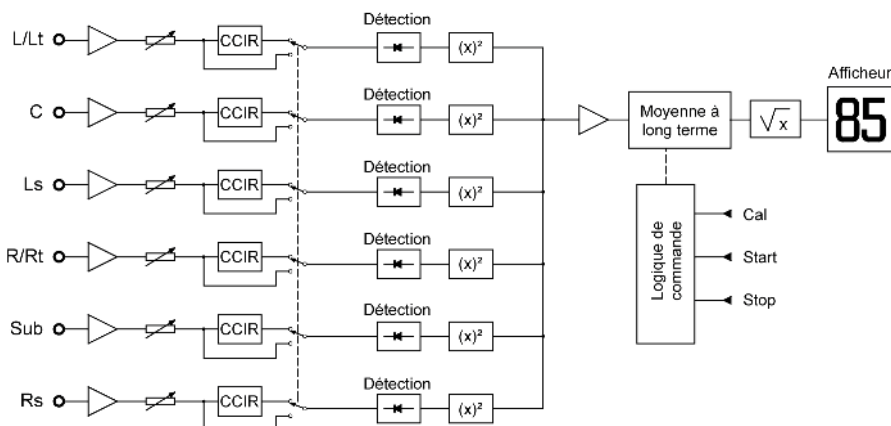 L/Lt
CCIR
Détection
(x)²
C
CCIR
Détection
(x)²
Ls
CCIR
Détection
(x)²
R/Rt
CCIR
Détection
(x)²
Sub
CCIR
Détection
(x)²
Rs
CCIR
Détection
(x)²
Moyenne à
long terme
√x
Afficheur
85
Logique de
commande
Cal
Start
Stop